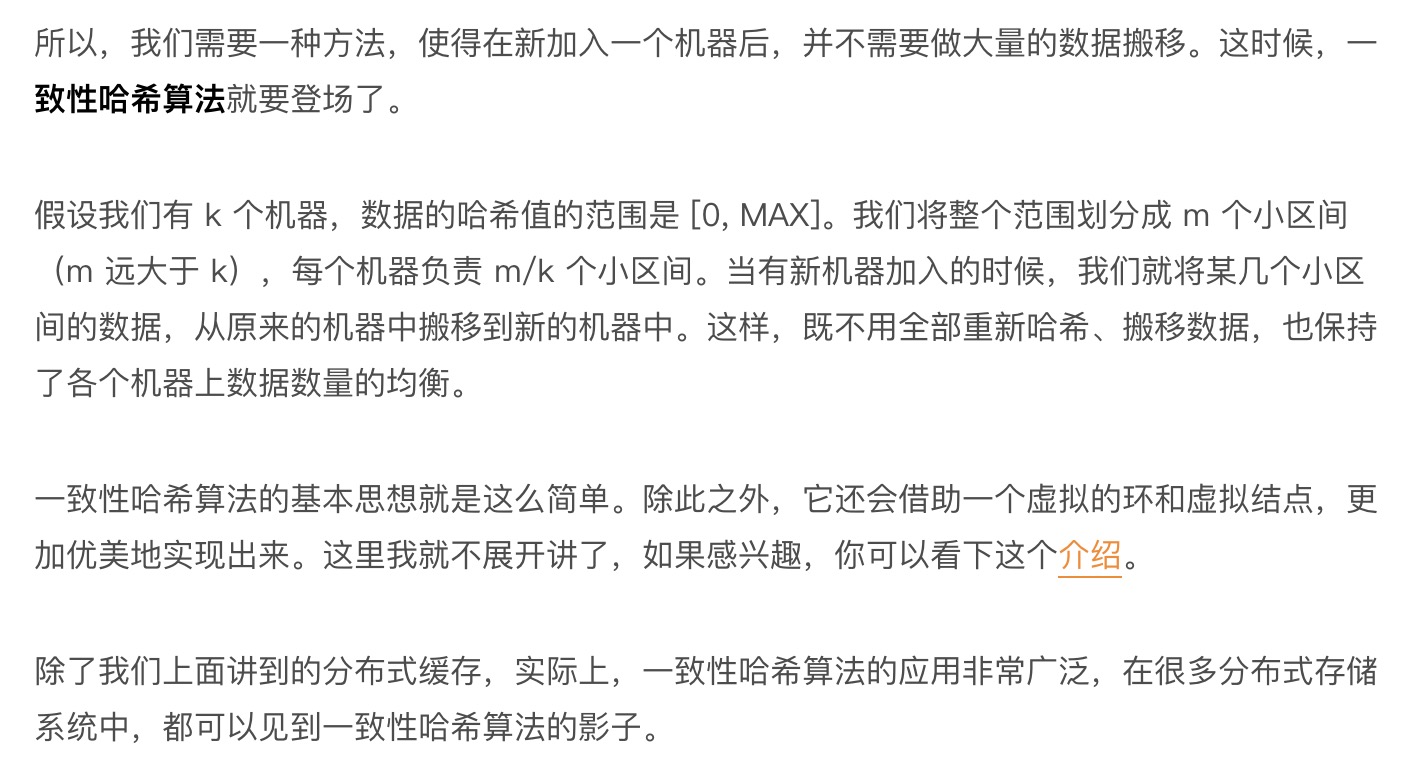 所以，我们需要一种方法，使得在新加入一个机器后，并不需要做大量的数据搬移。这时候，一
致性哈希算法就要登场了。
假设我们有 k 个机器，数据的哈希值的范围是 [0, MAX]。我们将整个范围划分成 m 个小区间
（m 远大于 k），每个机器负责 m/k 个小区间。当有新机器加入的时候，我们就将某几个小区
间的数据，从原来的机器中搬移到新的机器中。这样，既不用全部重新哈希、搬移数据，也保持
了各个机器上数据数量的均衡。
一致性哈希算法的基本思想就是这么简单。除此之外，它还会借助一个虚拟的环和虚拟结点，更
加优美地实现出来。这里我就不展开讲了，如果感兴趣，你可以看下这个介绍。
除了我们上面讲到的分布式缓存，实际上，一致性哈希算法的应用非常广泛，在很多分布式存储
系统中，都可以见到一致性哈希算法的影子。